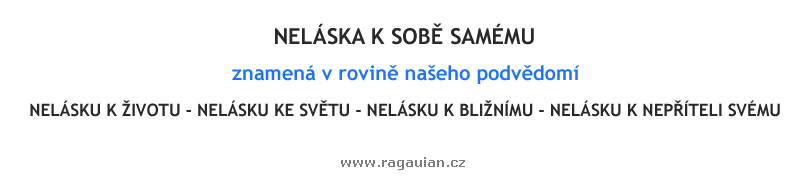 NELÁSKA K SOBĚ SAMÉMU
znamená v rovině našeho podvědomí
NELÁSKU K ŽIVOTU - NELÁSKU KE SVĚTU - NELÁSKU K BLIŽNÍMU - NELÁSKU K NEPŘÍTELI SVÉMU
www.ragauian.cz